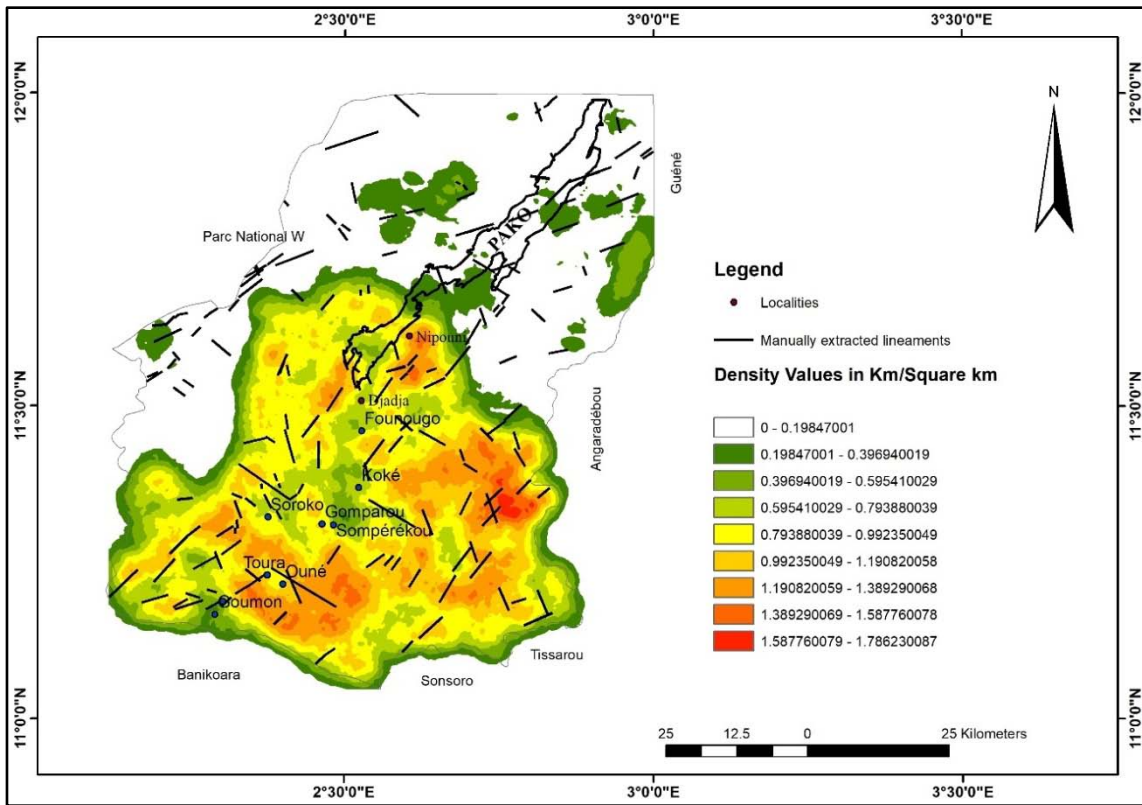 2°30'0"E
3°0'0"E
3°30'0"E
12°0'0"N
12°0'0"N
N
Guéné
Parc National W
PAKO
Legend
Localities
Nipouni
Manually extracted lineaments
Density Values in Km/Square km
11°30'0"N
11°30'0"N
Djadja
Founougo
Angaradébou
0 - 0.19847001
0.19847001 - 0.396940019
0.396940019 - 0.595410029
0.595410029 - 0.793880039
0.793880039 - 0.992350049
0.992350049 - 1.190820058
1.190820059 - 1.389290068
1.389290069 - 1.587760078
1.587760079 - 1.786230087
Koké
Soroko
Gomparou
Sompérékou
Toura
Ouné
Goumon
Tissarou
Banikoara
Sonsoro
25
12.5
0
25 Kilometers
11°0'0"N
11°0'0"N
2°30'0"E
3°0'0"E
3°30'0"E